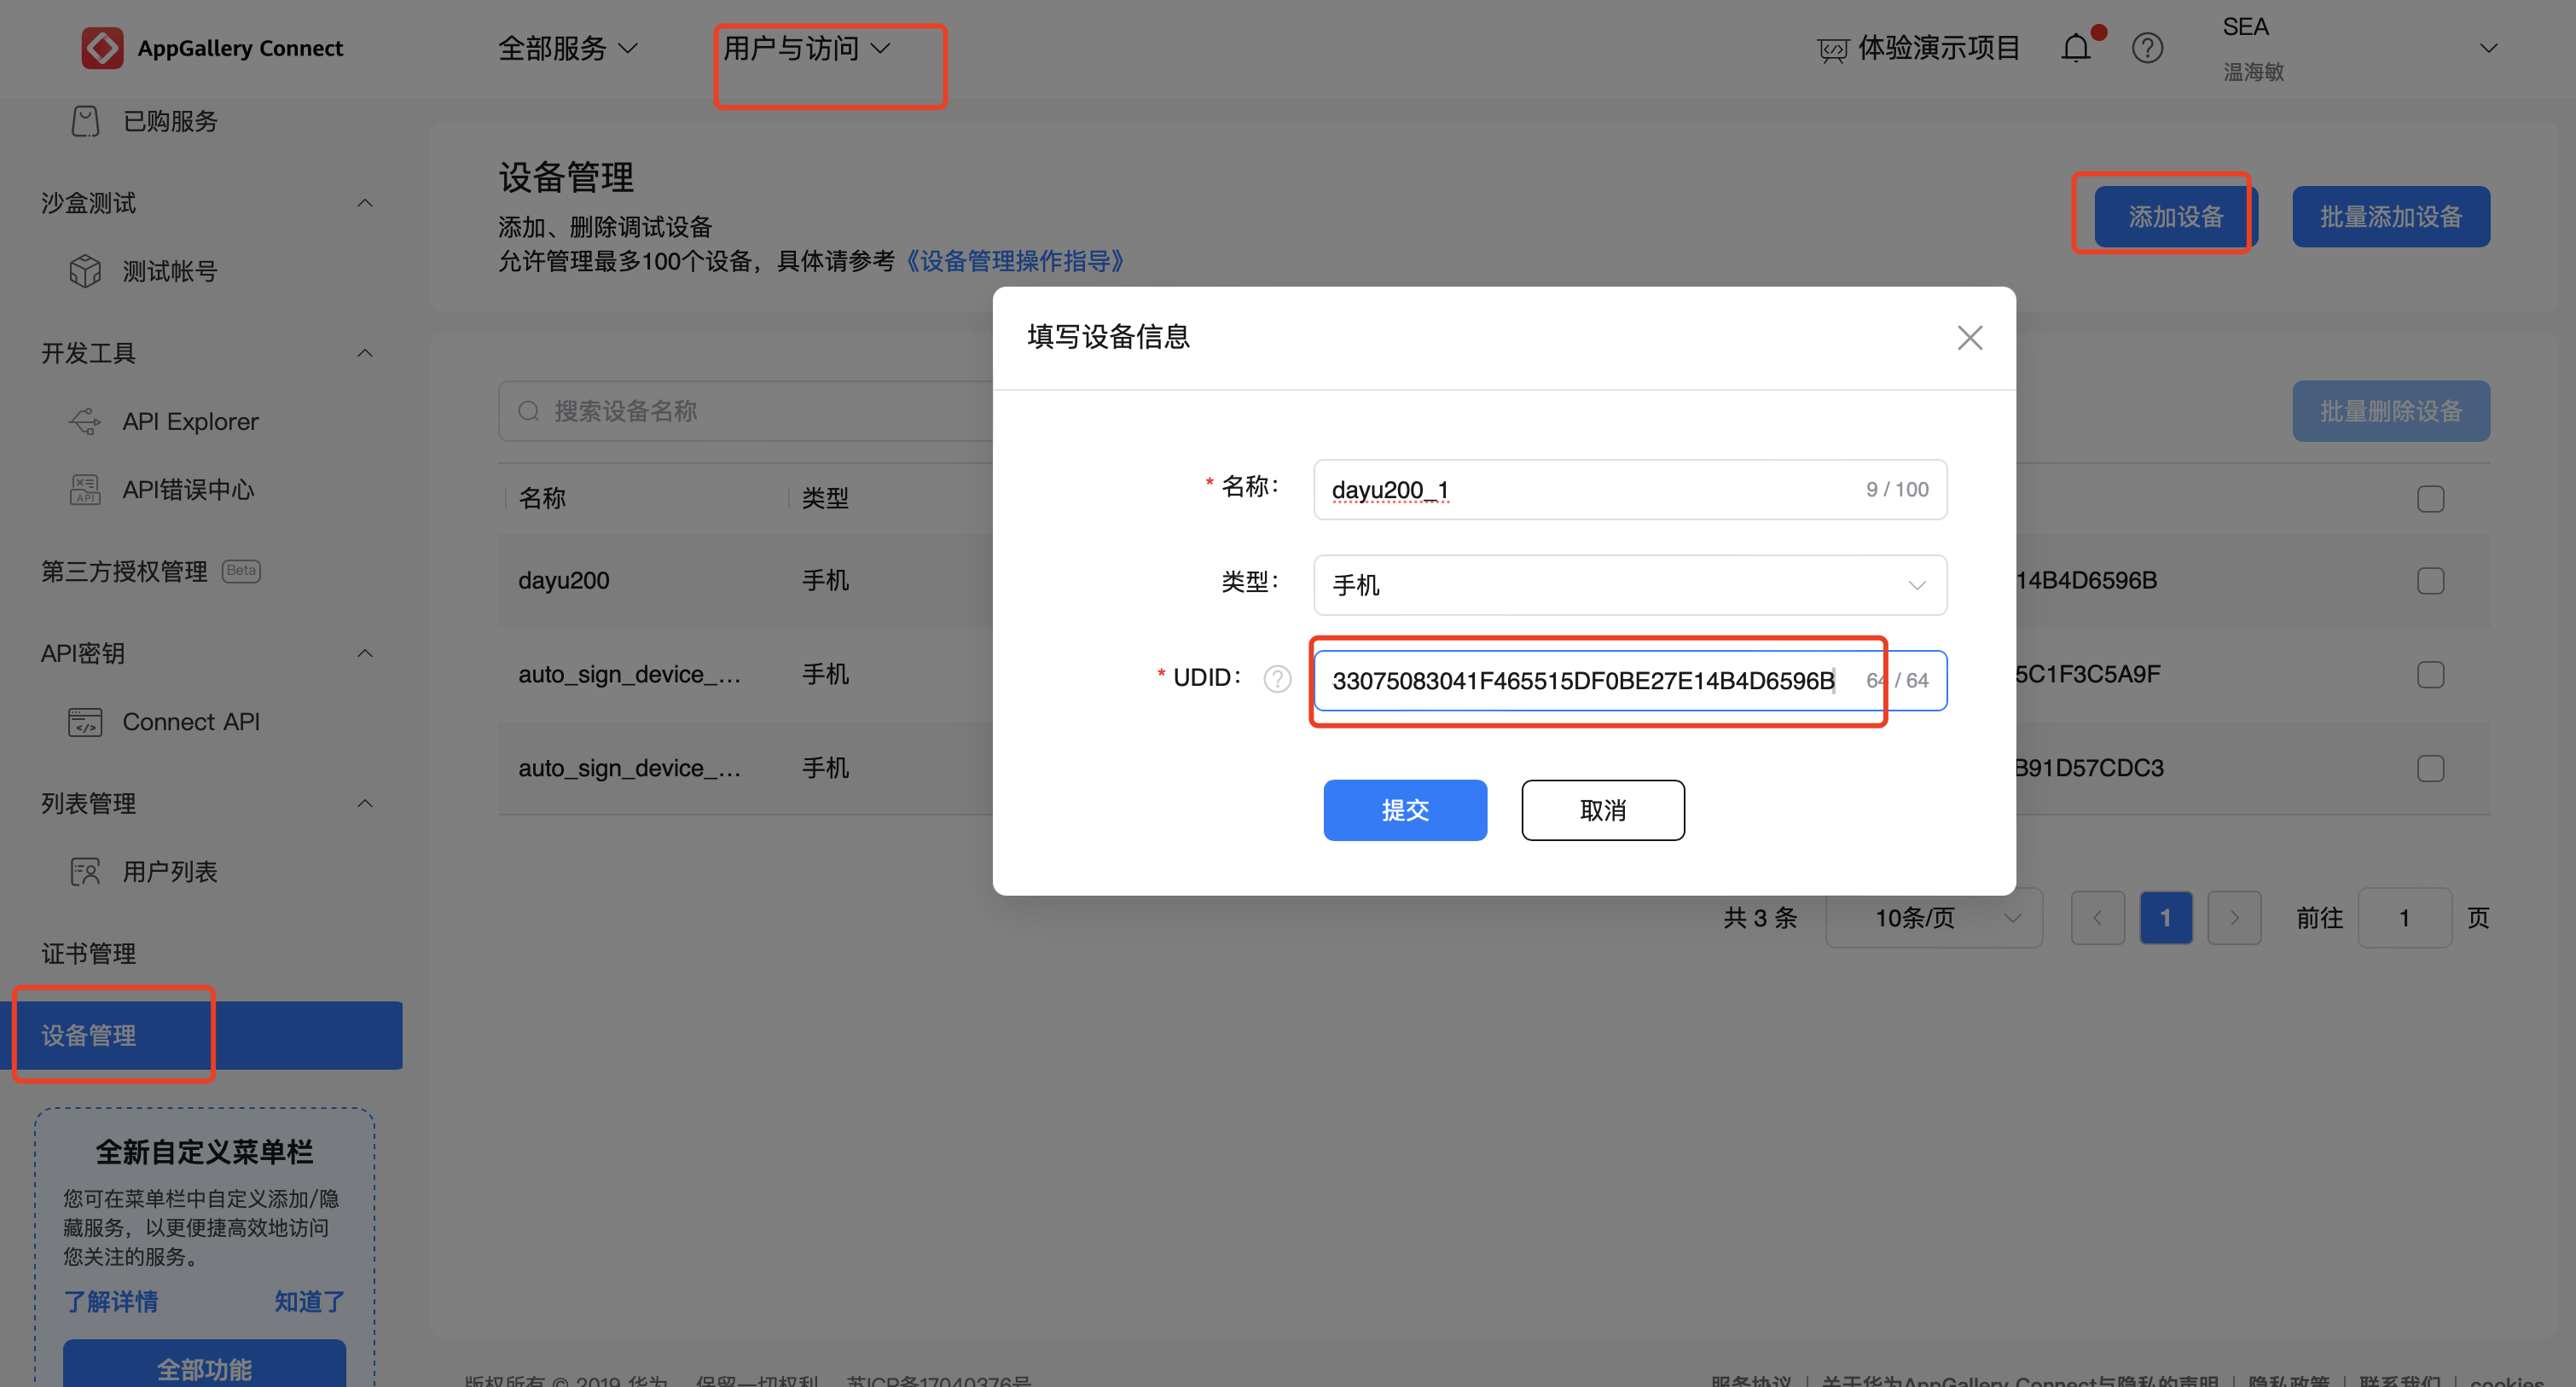 AppGallery Connect
全部服务
用户与访问
体验演示项目
SEA
温海敏
已购服务
沙盒测试
测试帐号
开发工具
API Explorer
API错误中心
第三方授权管理 Beta
API密钥
Connect API
列表管理
用户列表
证书管理
设备管理
全新自定义菜单栏
您可在菜单栏中自定义添加/隐
藏服务，以更便捷高效地访问
您关注的服务。
了解详情 知道了
全部功能
设备管理
添加、删除调试设备
允许管理最多100个设备，具体请参考《设备管理操作指导》
添加设备 批量添加设备
搜索设备名称
批量删除设备
名称 类型
dayu200 手机 14B4D6596B
auto_sign_device_... 手机 5C1F3C5A9F
auto_sign_device_... 手机 B91D57CDC3
填写设备信息
* 名称： dayu200_1 9 / 100
类型： 手机
* UDID： ? 33075083041F465515DF0BE27E14B4D6596B 64 / 64
提交 取消
共 3 条 10条/页 1 前往 1 页
版权所有 © 2019 华为 保留一切权利 苏ICP备17040376号
服务协议 | 关于华为AppGallery Connect与隐私的声明 | 隐私政策 | 联系我们 | cookies